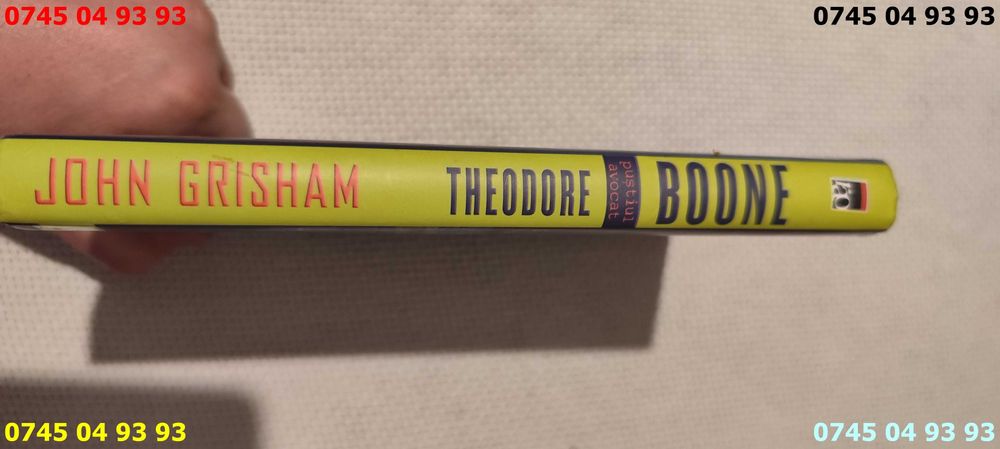 0745 04 93 93
0745 04 93 93
JOHN GRISHAM
THEODORE
puștiul
avocat
BOONE
0745 04 93 93
0745 04 93 93